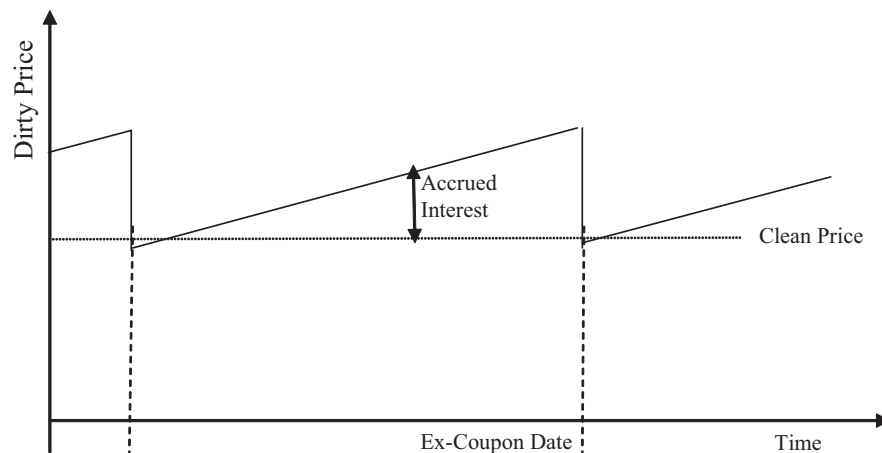 Dirty Price
Accrued
Interest
Clean Price
Ex-Coupon Date
Time